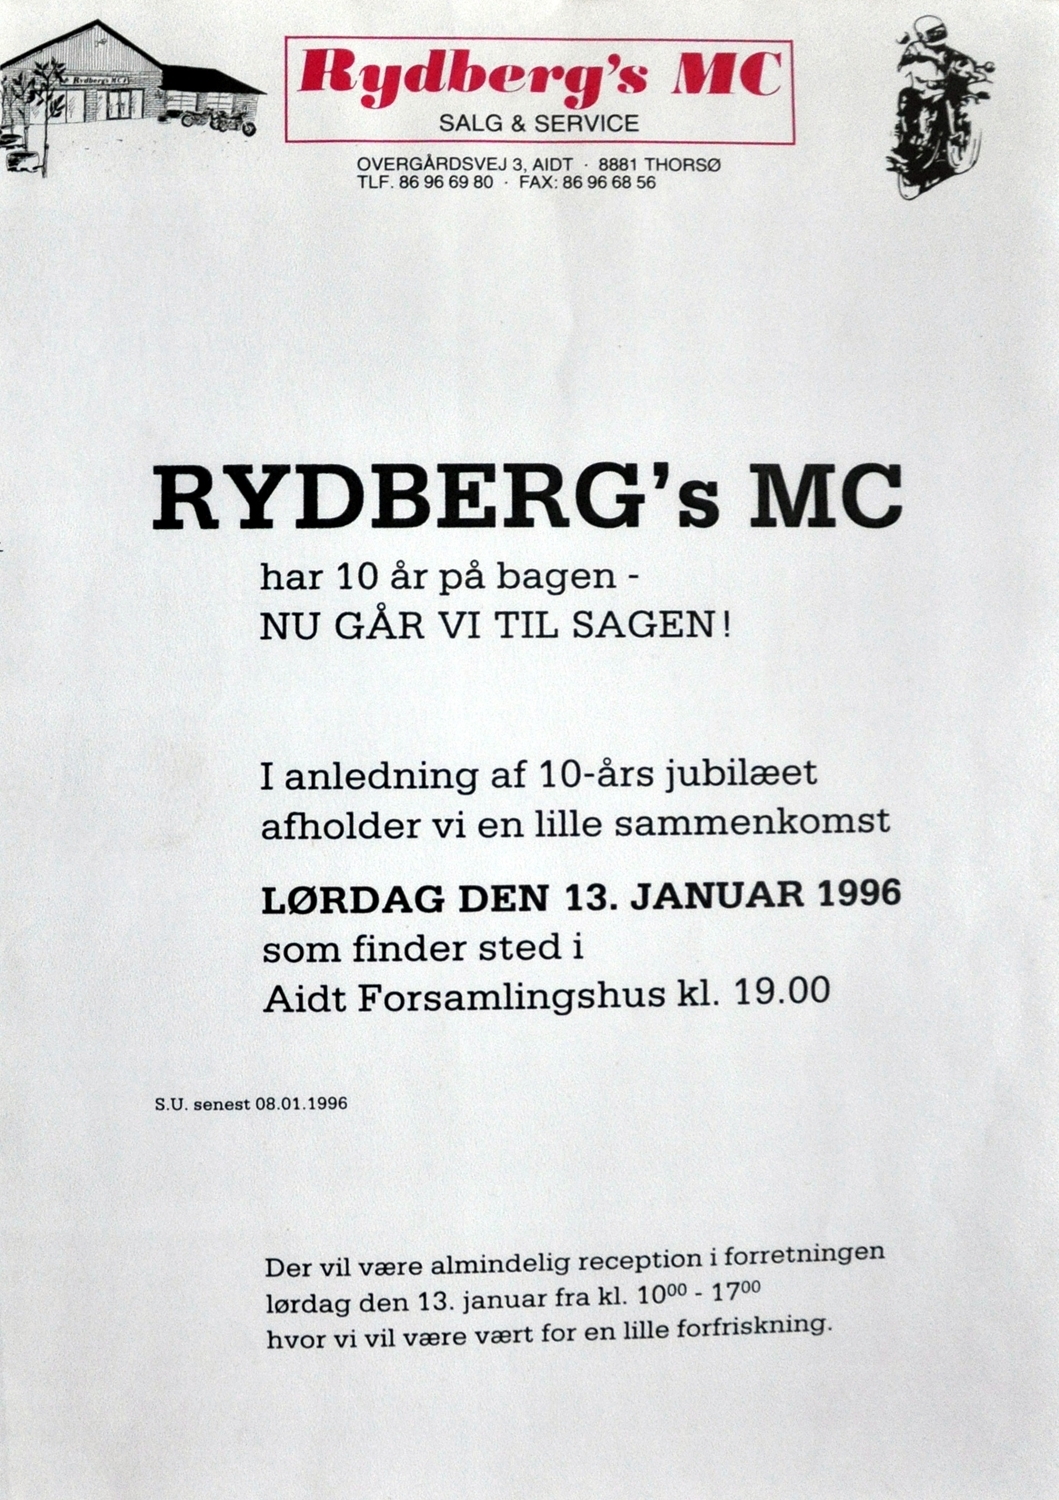 Rydberg's MC
Rydberg's MC
SALG & SERVICE
OVERGÅRDSVEJ 3, AIDT · 8881 THORSØ
TLF. 86 96 69 80 · FAX: 86 96 68 56
RYDBERG's MC
har 10 år på bagen -
NU GÅR VI TIL SAGEN!
I anledning af 10-års jubilæet
afholder vi en lille sammenkomst
LØRDAG DEN 13. JANUAR 1996
som finder sted i
Aidt Forsamlingshus kl. 19.00
S.U. senest 08.01.1996
Der vil være almindelig reception i forretningen
lørdag den 13. januar fra kl. 10⁰⁰ - 17⁰⁰
hvor vi vil være vært for en lille forfriskning.